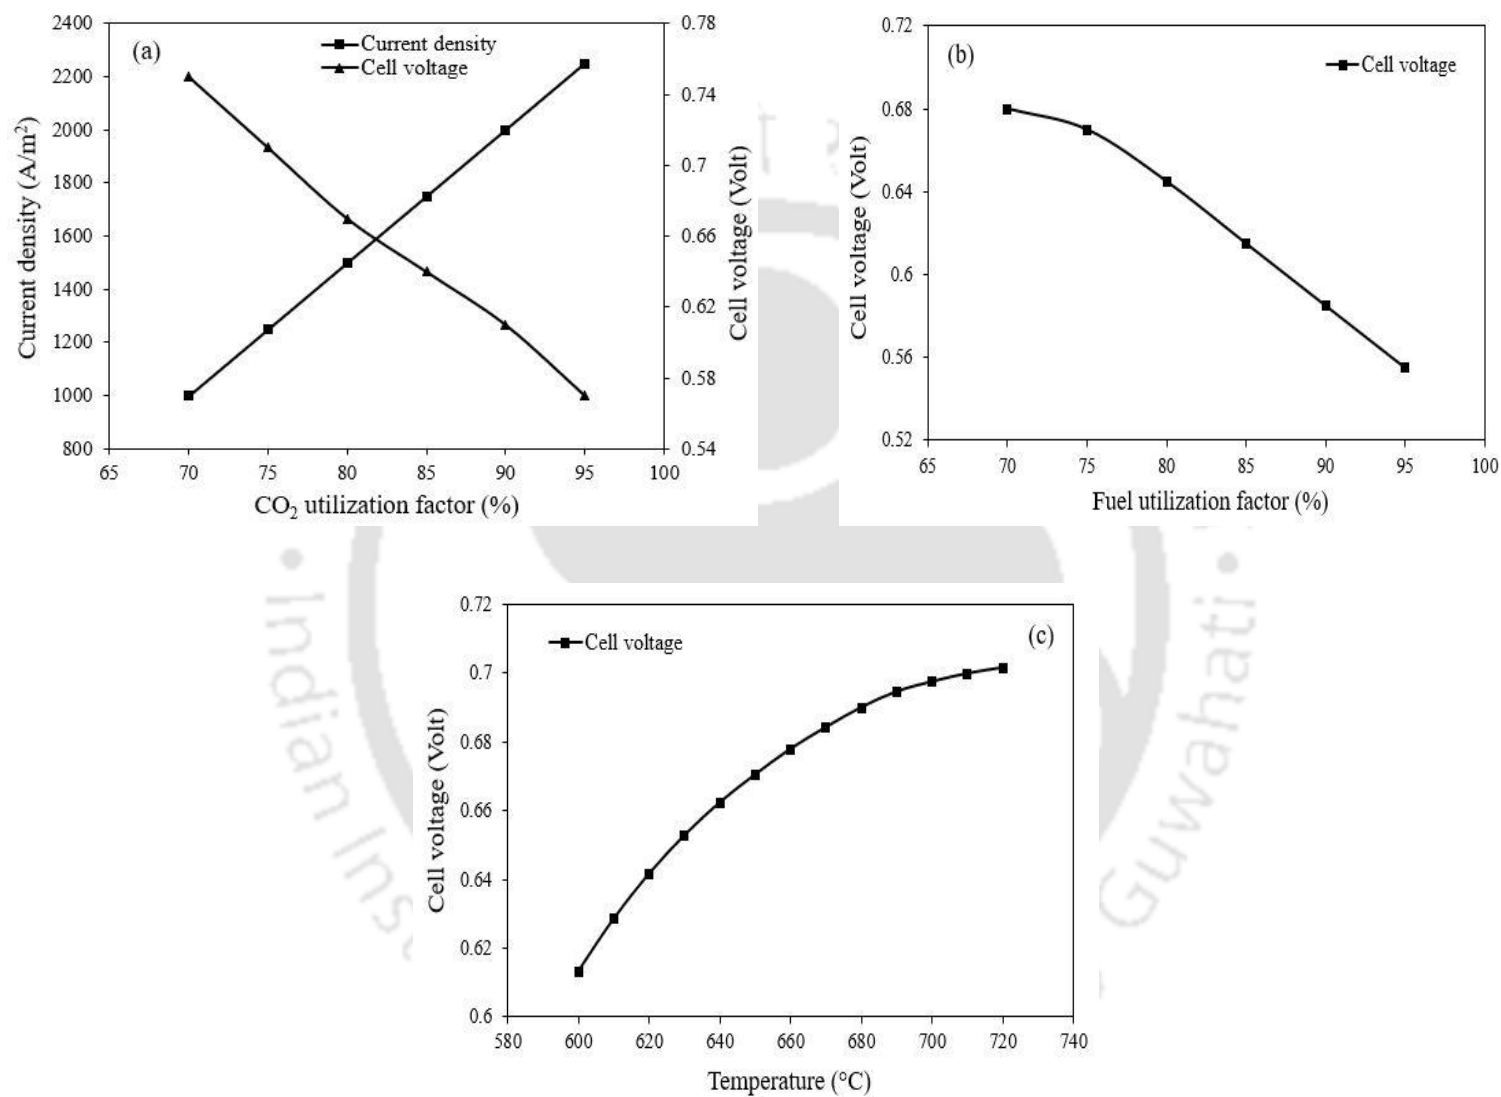 (a)
Current density
Cell voltage
2400
2200
2000
1800
1600
1400
1200
1000
800
Current density (A/m²)
0.78
0.74
0.7
0.66
0.62
0.58
0.54
Cell voltage (Volt)
65 70 75 80 85 90 95 100
CO₂ utilization factor (%)
(b)
Cell voltage
0.72
0.68
0.64
0.6
0.56
0.52
Cell voltage (Volt)
65 70 75 80 85 90 95 100
Fuel utilization factor (%)
(c)
Cell voltage
0.72
0.7
0.68
0.66
0.64
0.62
0.6
Cell voltage (Volt)
580 600 620 640 660 680 700 720 740
Temperature (°C)
Indian Ins
Guwahati